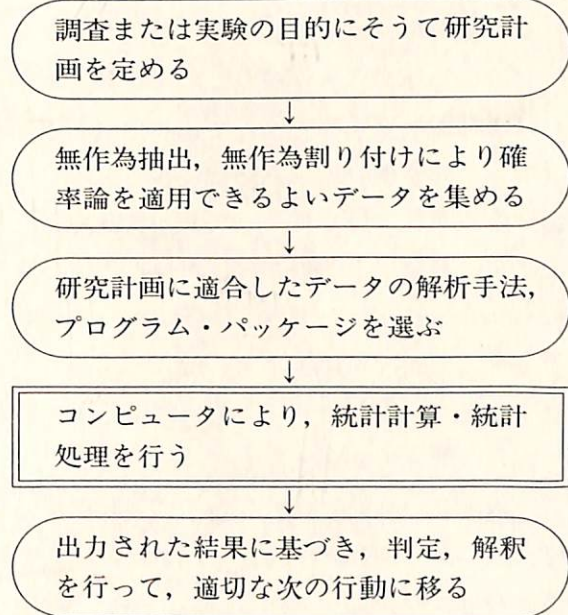 調査または実験の目的にそうて研究計
画を定める
↓
無作為抽出，無作為割り付けにより確
率論を適用できるよいデータを集める
↓
研究計画に適合したデータの解析手法，
プログラム・パッケージを選ぶ
↓
コンピュータにより，統計計算・統計
処理を行う
↓
出力された結果に基づき，判定，解釈
を行って，適切な次の行動に移る